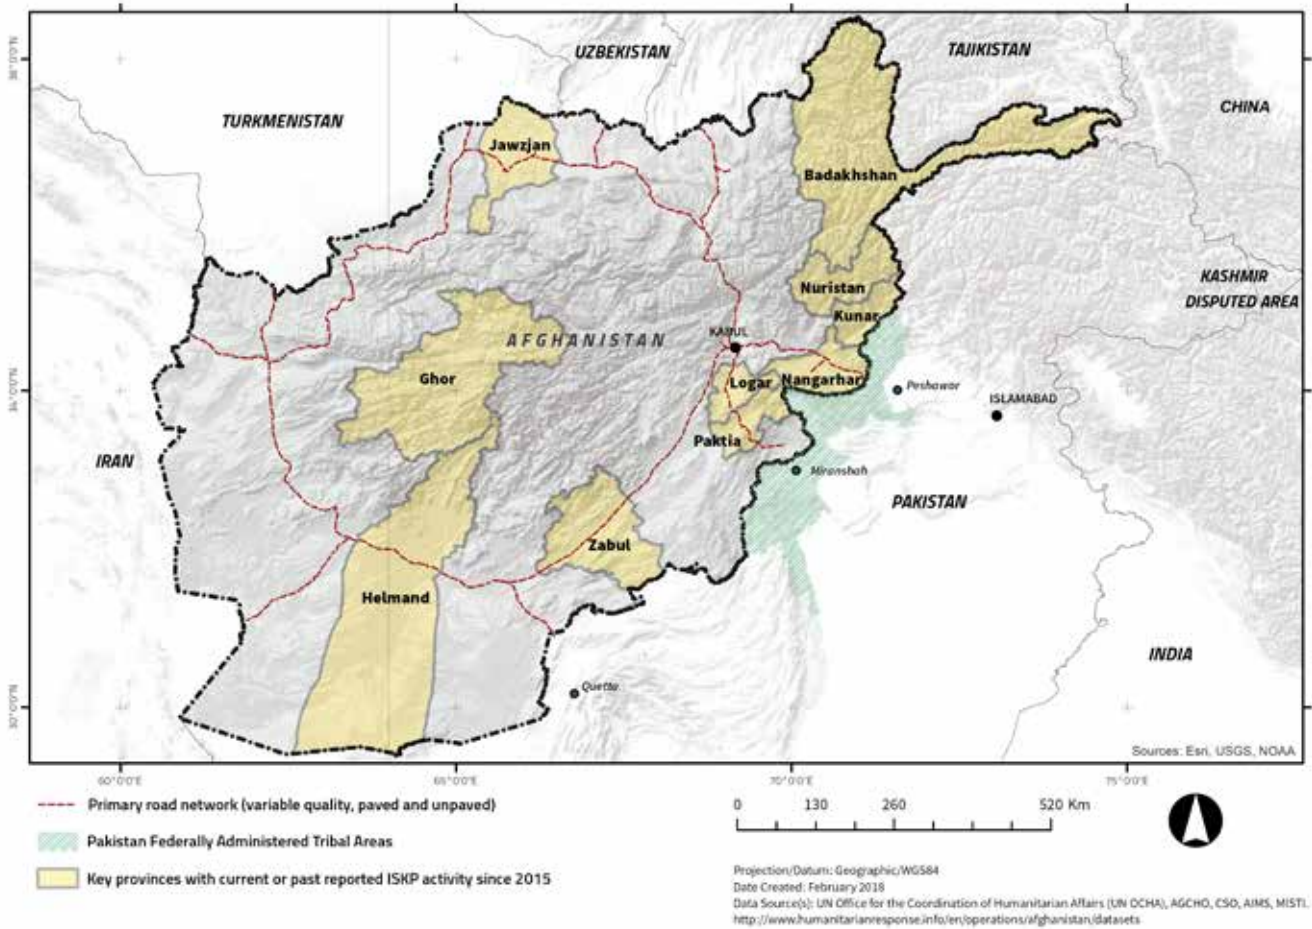 UZBEKISTAN
TAJIKISTAN
CHINA
TURKMENISTAN
Jawzjan
Badakhshan
KASHMIR
DISPUTED AREA
Nuristan
Kunar
AFGHANISTAN
KABUL
Ghor
Logar
Nangarhar
Peshawar
ISLAMABAD
Paktia
IRAN
Miranshah
PAKISTAN
Zabul
Helmand
INDIA
Quetta
Sources: Esri, USGS, NOAA
60°0'0"E
65°0'0"E
70°0'0"E
75°0'0"E
Primary road network (variable quality, paved and unpaved)
0 130 260 520 Km
Pakistan Federally Administered Tribal Areas
Key provinces with current or past reported ISKP activity since 2015
Projection/Datum: Geographic/WGS84
Date Created: February 2018
Data Source(s): UN Office for the Coordination of Humanitarian Affairs (UN OCHA), AGCHO, CSO, AIMS, MISTI.
http://www.humanitarianresponse.info/en/operations/afghanistan/datasets